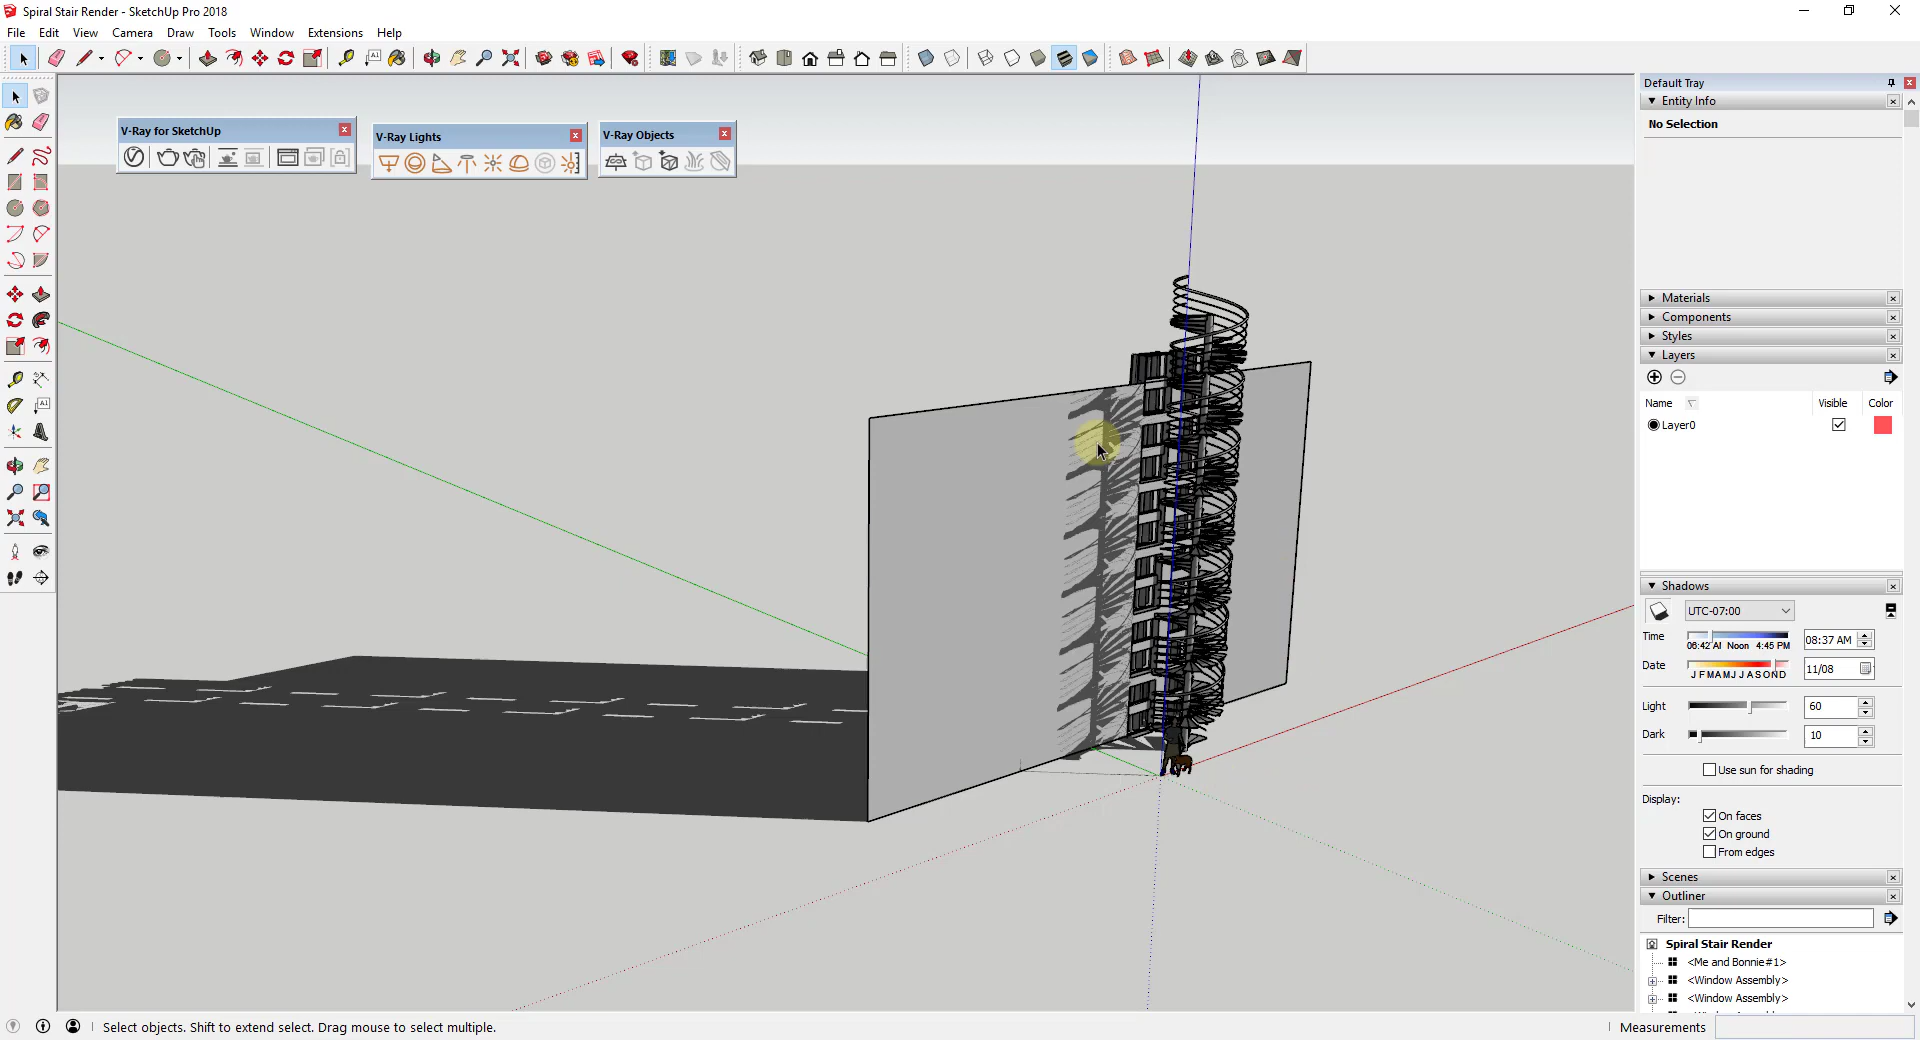 Spiral Stair Render - SketchUp Pro 2018
File Edit View Camera Draw Tools Window Extensions Help
V-Ray for SketchUp
V-Ray Lights
V-Ray Objects
Default Tray
Entity Info
No Selection
Materials
Components
Styles
Layers
Name Visible Color
Layer0
Shadows
UTC-07:00
Time 08:37 AM
06:42 AM Noon 4:45 PM
Date 11/08
J F M A M J J A S O N D
Light 60
Dark 10
Use sun for shading
Display:
On faces
On ground
From edges
Scenes
Outliner
Filter:
Spiral Stair Render
<Me and Bonnie#1>
<Window Assembly>
<Window Assembly>
Select objects. Shift to extend select. Drag mouse to select multiple.
Measurements